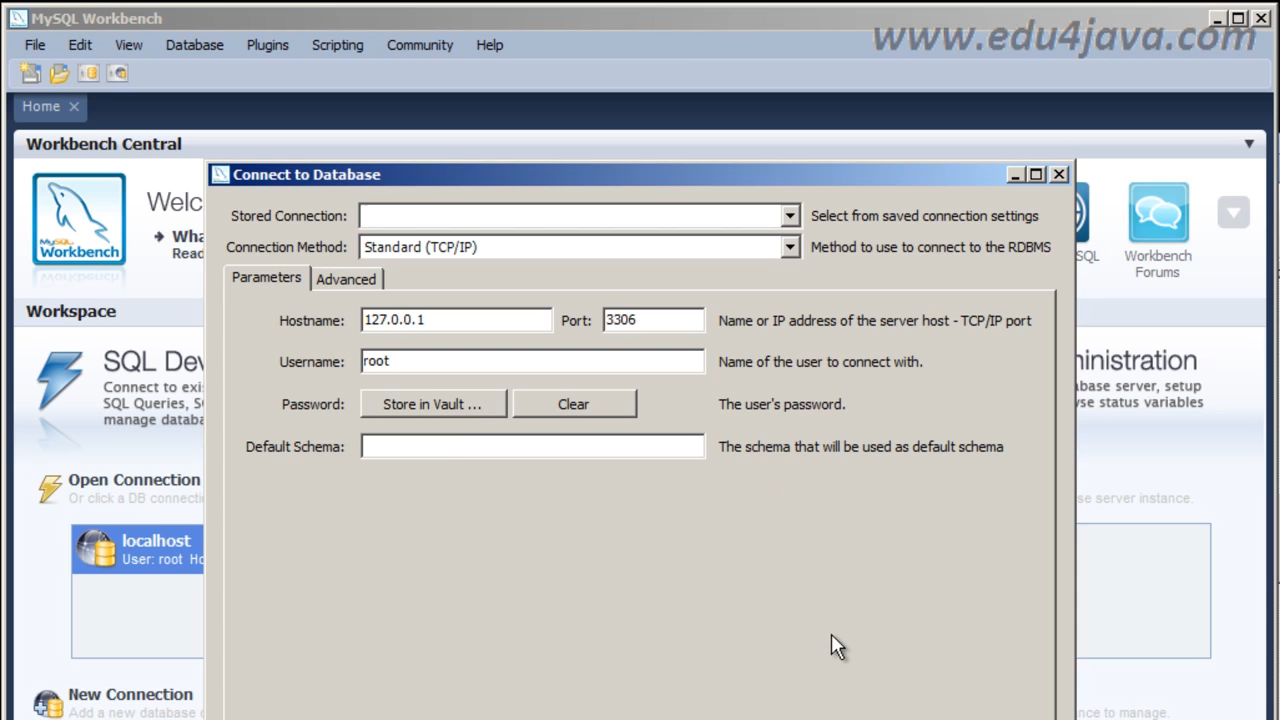 MySQL Workbench
www.edu4java.com
File Edit View Database Plugins Scripting Community Help
Home
Workbench Central
Connect to Database
MySQL
Workbench
Welc
Wha
Read
Stored Connection: Select from saved connection settings
Connection Method: Standard (TCP/IP) Method to use to connect to the RDBMS
SQL
Workbench
Forums
Parameters Advanced
Workspace
Hostname: 127.0.0.1 Port: 3306 Name or IP address of the server host - TCP/IP port
Username: root Name of the user to connect with.
Password: Store in Vault ... Clear The user's password.
Default Schema: The schema that will be used as default schema
SQL Dev
Connect to exi
SQL Queries, S
manage databa
ninistration
abase server, setup
wse status variables
Open Connection
Or click a DB connecti
se server instance.
localhost
User: root Ho
New Connection
Add a new database c
nce to manage.